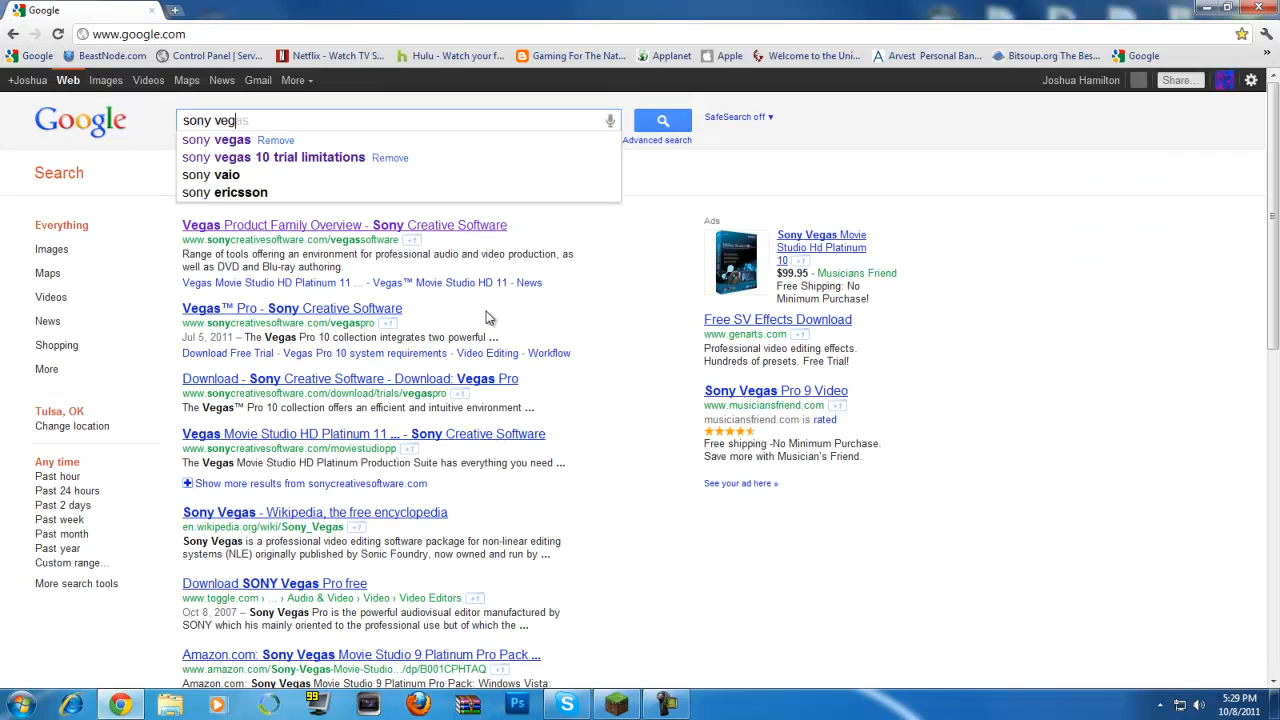 Google
www.google.com
Google BeastNode.com Control Panel | Serv... Netflix - Watch TV S... Hulu - Watch your f... Gaming For The Nati... Applanet Apple Welcome to the Uni... Arvest Personal Ban... Bitsoup.org The Best... Google
+Joshua Web Images Videos Maps News Gmail More Joshua Hamilton Share...
Google
sony vegas
SafeSearch off ▼
Advanced search
sony vegas Remove
sony vegas 10 trial limitations Remove
sony vaio
sony ericsson
Search
Everything
Images
Maps
Videos
News
Shopping
More
Tulsa, OK
Change location
Any time
Past hour
Past 24 hours
Past 2 days
Past week
Past month
Past year
Custom range...
More search tools
Vegas Product Family Overview - Sony Creative Software
www.sonycreativesoftware.com/vegassoftware +1
Range of tools offering an environment for professional audio and video production, as
well as DVD and Blu-ray authoring.
Vegas Movie Studio HD Platinum 11 ... - Vegas™ Movie Studio HD 11 - News
Vegas™ Pro - Sony Creative Software
www.sonycreativesoftware.com/vegaspro +1
Jul 5, 2011 – The Vegas Pro 10 collection integrates two powerful ...
Download Free Trial - Vegas Pro 10 system requirements - Video Editing - Workflow
Download - Sony Creative Software - Download: Vegas Pro
www.sonycreativesoftware.com/download/trials/vegaspro +1
The Vegas™ Pro 10 collection offers an efficient and intuitive environment ...
Vegas Movie Studio HD Platinum 11 ... - Sony Creative Software
www.sonycreativesoftware.com/moviestudiopp +1
The Vegas Movie Studio HD Platinum Production Suite has everything you need ...
Show more results from sonycreativesoftware.com
Sony Vegas - Wikipedia, the free encyclopedia
en.wikipedia.org/wiki/Sony_Vegas +1
Sony Vegas is a professional video editing software package for non-linear editing
systems (NLE) originally published by Sonic Foundry, now owned and run by ...
Download SONY Vegas Pro free
www.toggle.com › ... › Audio & Video › Video › Video Editors +1
Oct 8, 2007 – Sony Vegas Pro is the powerful audiovisual editor manufactured by
SONY which his mainly oriented to the professional use but of which the ...
Amazon.com: Sony Vegas Movie Studio 9 Platinum Pro Pack ...
www.amazon.com/Sony-Vegas-Movie-Studio.../dp/B001CPHTAQ +1
Amazon.com: Sony Vegas Movie Studio 9 Platinum Pro Pack: Windows Vista:
Ads
Sony Vegas Movie
Studio Hd Platinum
10 +1
$99.95 - Musicians Friend
Free Shipping: No
Minimum Purchase!
Free SV Effects Download
www.genarts.com +1
Professional video editing effects.
Hundreds of presets. Free Trial!
Sony Vegas Pro 9 Video
www.musiciansfriend.com +1
musiciansfriend.com is rated
Free shipping -No Minimum Purchase.
Save more with Musician's Friend.
See your ad here »
99
Ps
5:29 PM
10/8/2011